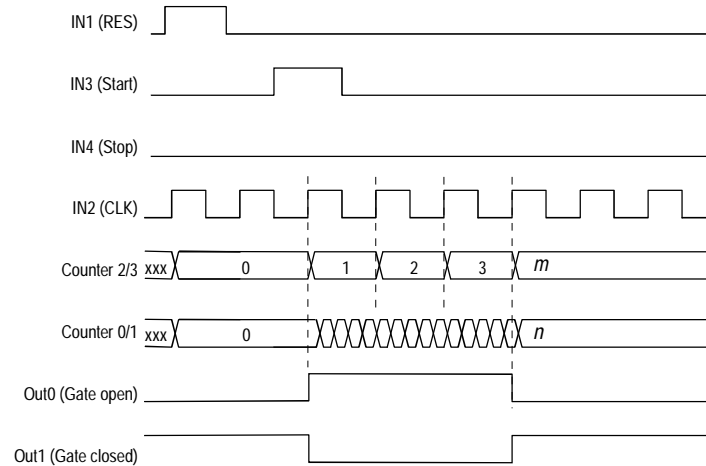 IN1 (RES)
IN3 (Start)
IN4 (Stop)
IN2 (CLK)
Counter 2/3 xxx 0 1 2 3 m
Counter 0/1 xxx 0 n
Out0 (Gate open)
Out1 (Gate closed)